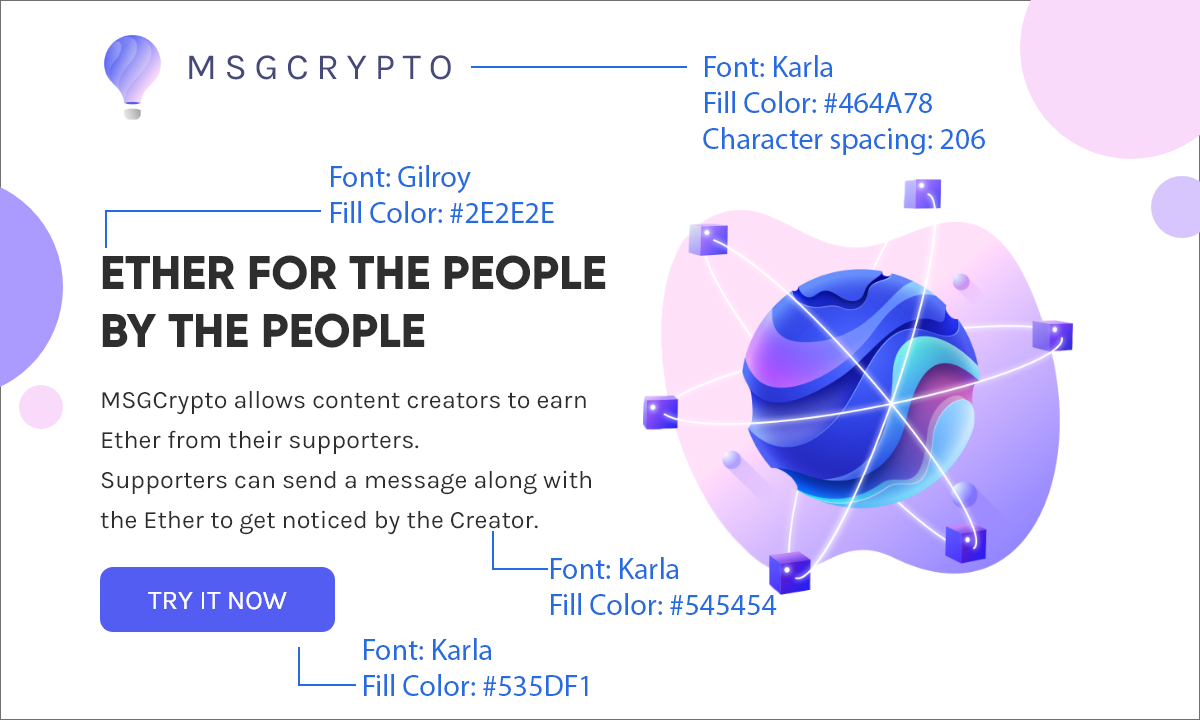 MSGCRYPTO
Font: Karla
Fill Color: #464A78
Character spacing: 206
Font: Gilroy
Fill Color: #2E2E2E
ETHER FOR THE PEOPLE
BY THE PEOPLE
MSGCrypto allows content creators to earn
Ether from their supporters.
Supporters can send a message along with
the Ether to get noticed by the Creator.
Font: Karla
Fill Color: #545454
TRY IT NOW
Font: Karla
Fill Color: #535DF1